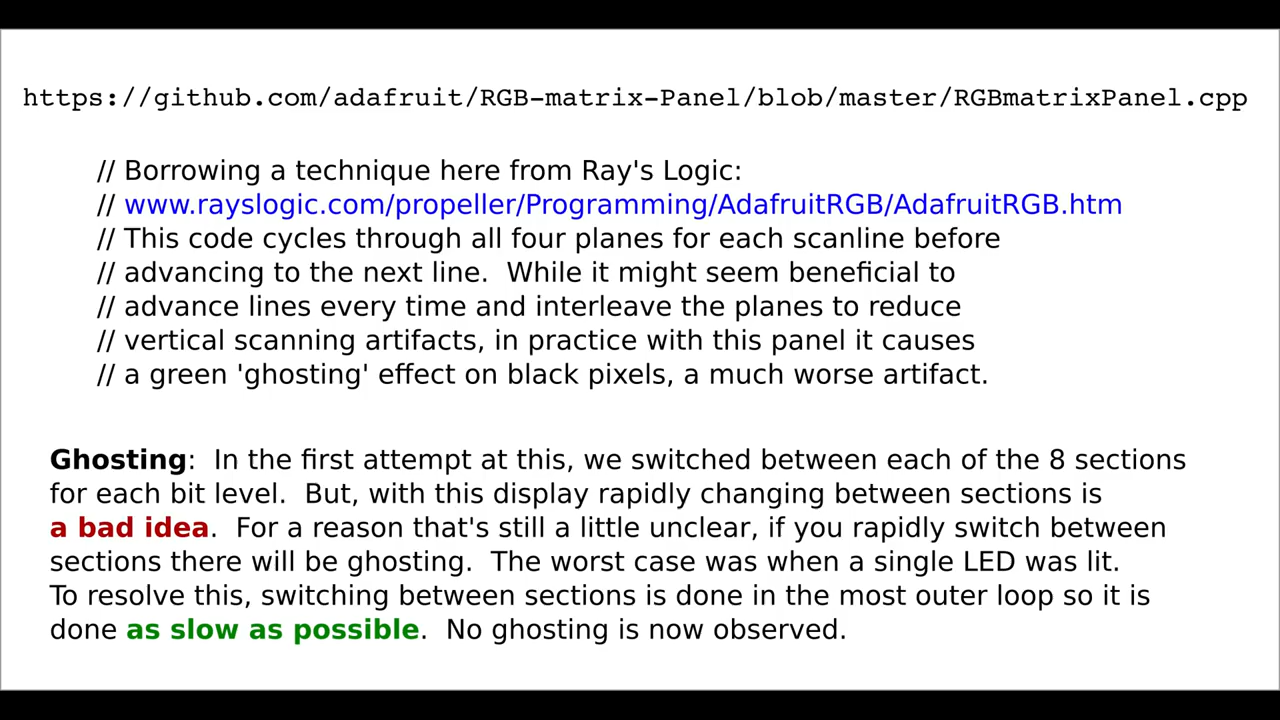 https://github.com/adafruit/RGB-matrix-Panel/blob/master/RGBmatrixPanel.cpp
// Borrowing a technique here from Ray's Logic:
// www.rayslogic.com/propeller/Programming/AdafruitRGB/AdafruitRGB.htm
// This code cycles through all four planes for each scanline before
// advancing to the next line.  While it might seem beneficial to
// advance lines every time and interleave the planes to reduce
// vertical scanning artifacts, in practice with this panel it causes
// a green 'ghosting' effect on black pixels, a much worse artifact.
Ghosting:  In the first attempt at this, we switched between each of the 8 sections
for each bit level.  But, with this display rapidly changing between sections is
a bad idea.  For a reason that's still a little unclear, if you rapidly switch between
sections there will be ghosting.  The worst case was when a single LED was lit.
To resolve this, switching between sections is done in the most outer loop so it is
done as slow as possible.  No ghosting is now observed.